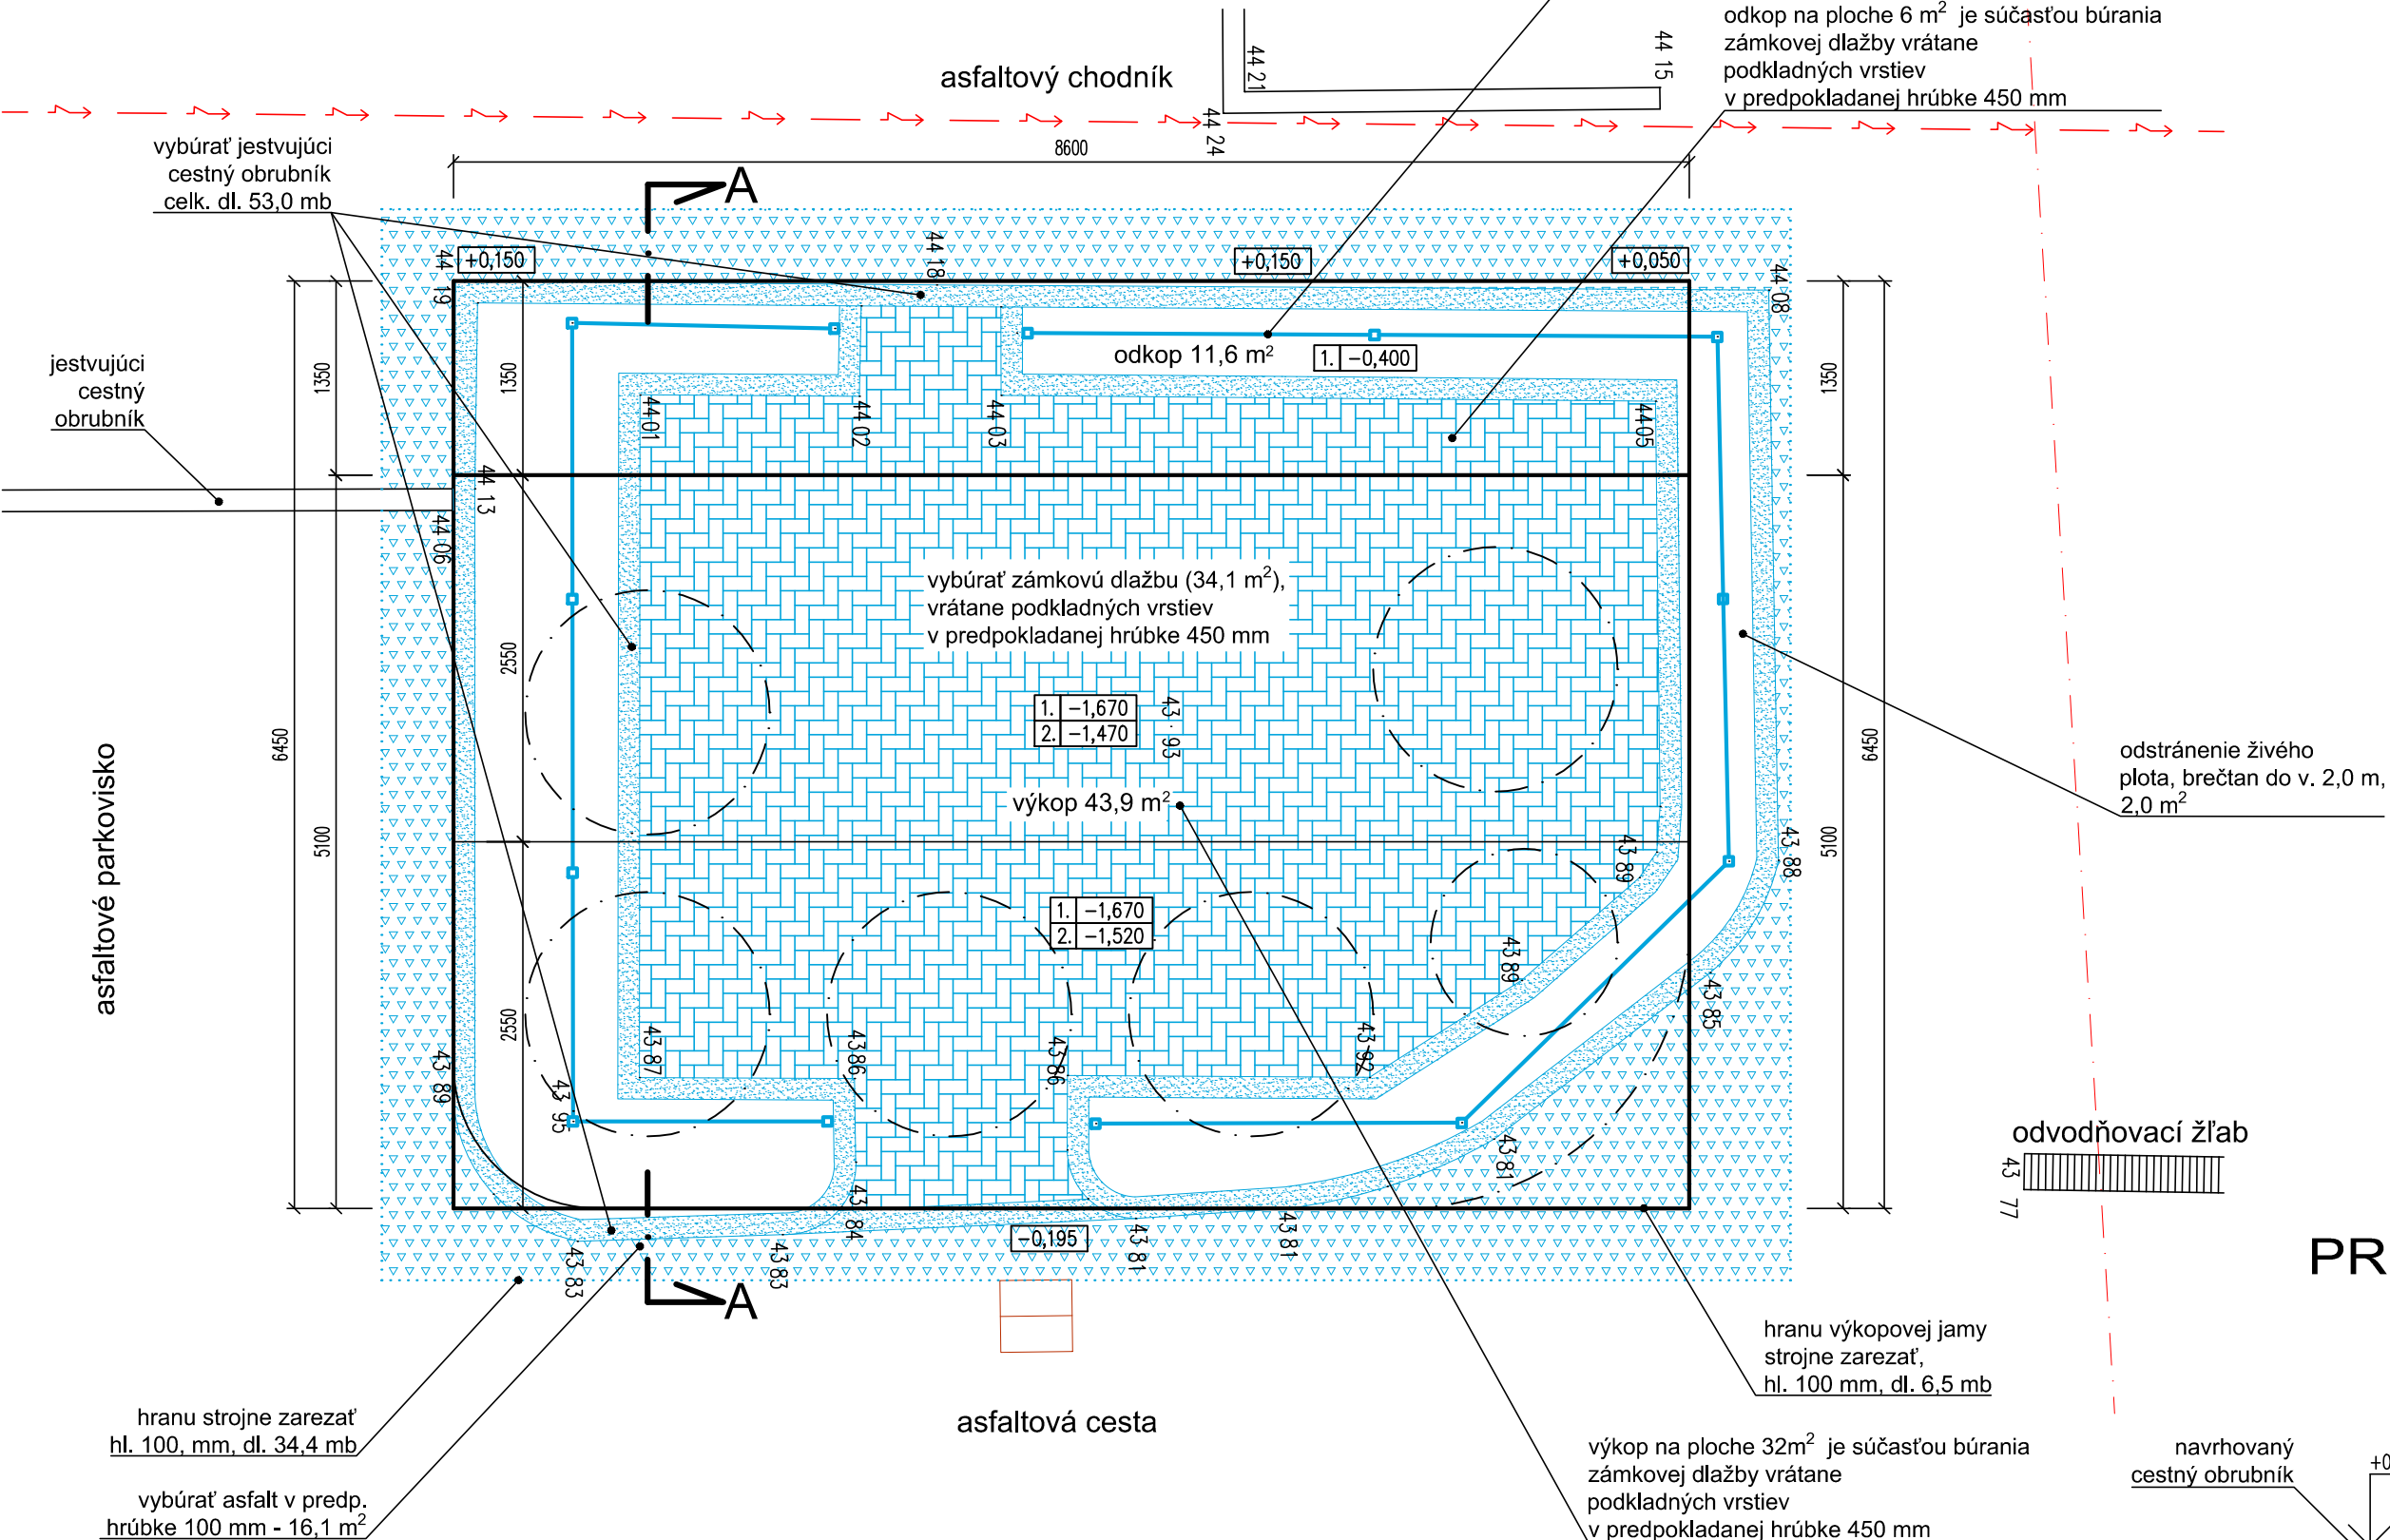 odkop na ploche 6 m² je súčasťou búrania
zámkovej dlažby vrátane
podkladných vrstiev
v predpokladanej hrúbke 450 mm
asfaltový chodník
44 21
44 15
44 24
8600
vybúrať jestvujúci
cestný obrubník
celk. dl. 53,0 mb
A
+0,150
+0,150
+0,050
44 19
44 18
44 08
jestvujúci
cestný
obrubník
1350
1350
1350
odkop 11,6 m²
1. −0,400
44 01
44 02
44 03
44 05
44 13
44 06
vybúrať zámkovú dlažbu (34,1 m²),
vrátane podkladných vrstiev
v predpokladanej hrúbke 450 mm
2550
1. −1,670
2. −1,470
43 93
6450
6450
asfaltové parkovisko
výkop 43,9 m²
odstránenie živého
plota, brečtan do v. 2,0 m,
2,0 m²
5100
5100
43 89
43 88
1. −1,670
2. −1,520
43 89
43 85
2550
43 87
43 86
43 86
43 92
43 89
43 95
43 81
odvodňovací žľab
43 77
43 84
−0,195
43 83
43 83
43 81
43 81
A
PR
hranu výkopovej jamy
strojne zarezať,
hl. 100 mm, dl. 6,5 mb
hranu strojne zarezať
hl. 100, mm, dl. 34,4 mb
asfaltová cesta
vybúrať asfalt v predp.
hrúbke 100 mm - 16,1 m²
výkop na ploche 32m² je súčasťou búrania
zámkovej dlažby vrátane
podkladných vrstiev
v predpokladanej hrúbke 450 mm
navrhovaný
cestný obrubník
+0